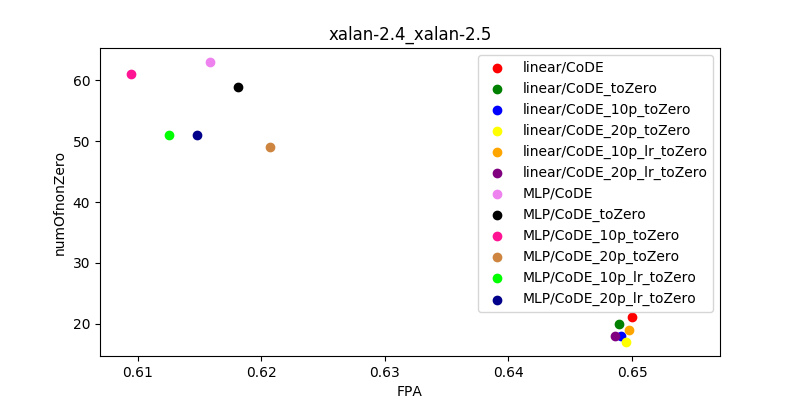 xalan-2.4_xalan-2.5
60
50
40
30
20
numOfnonZero
0.61
0.62
0.63
0.64
0.65
FPA
linear/CoDE
linear/CoDE_toZero
linear/CoDE_10p_toZero
linear/CoDE_20p_toZero
linear/CoDE_10p_lr_toZero
linear/CoDE_20p_lr_toZero
MLP/CoDE
MLP/CoDE_toZero
MLP/CoDE_10p_toZero
MLP/CoDE_20p_toZero
MLP/CoDE_10p_lr_toZero
MLP/CoDE_20p_lr_toZero